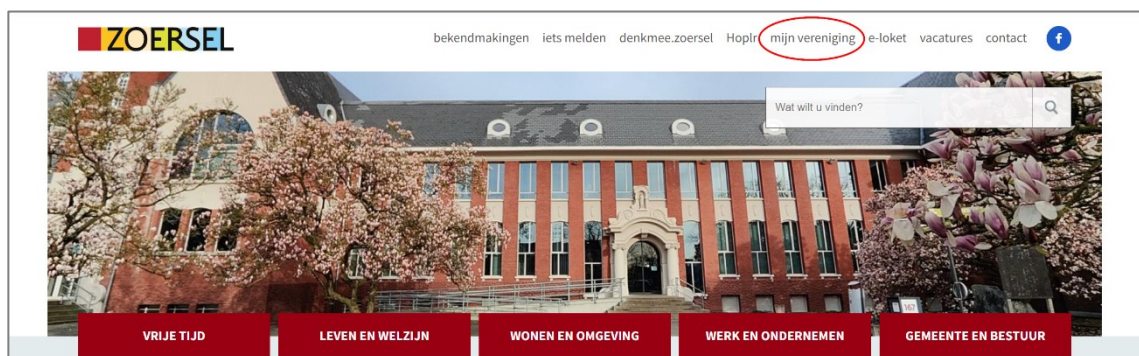 ZOERSEL
bekendmakingen iets melden denkmee.zoersel Hoplr mijn vereniging e-loket vacatures contact f
Wat wilt u vinden?
167
VRIJE TIJD LEVEN EN WELZIJN WONEN EN OMGEVING WERK EN ONDERNEMEN GEMEENTE EN BESTUUR